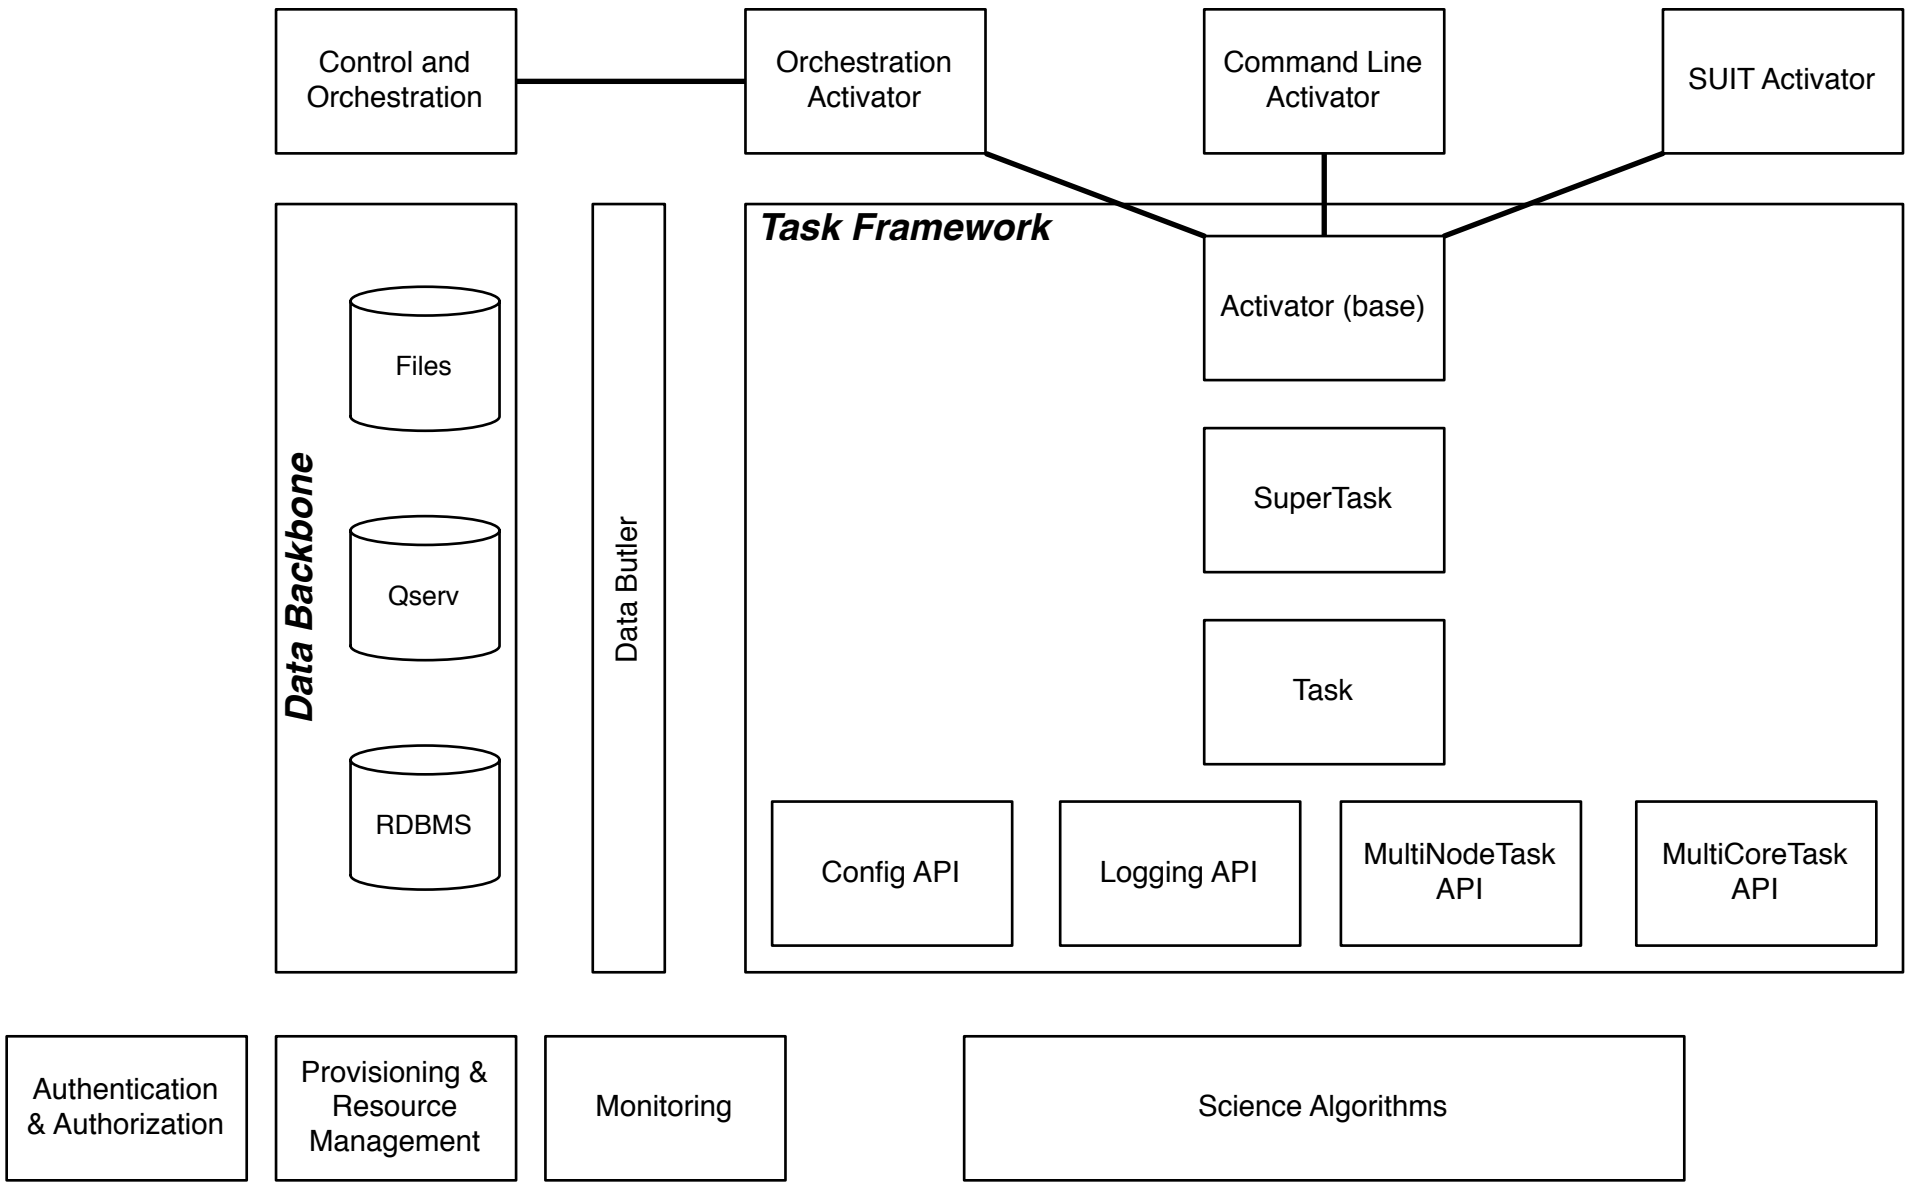 Control and
Orchestration
Orchestration
Activator
Command Line
Activator
SUIT Activator
Task Framework
Activator (base)
Data Backbone
Files
Qserv
RDBMS
Data Butler
SuperTask
Task
Config API
Logging API
MultiNodeTask
API
MultiCoreTask
API
Authentication
& Authorization
Provisioning &
Resource
Management
Monitoring
Science Algorithms